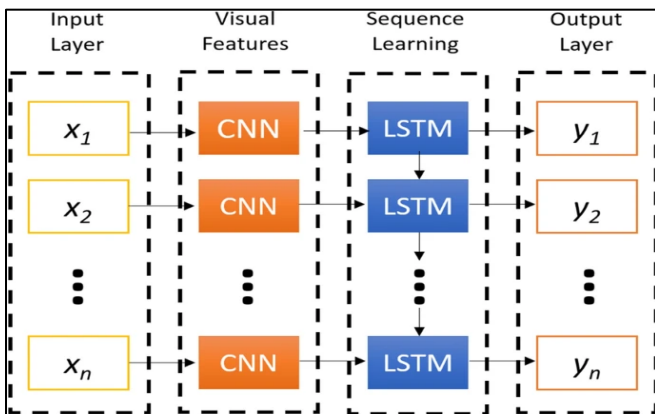 Input Layer
Visual Features
Sequence Learning
Output Layer
x₁ CNN LSTM y₁
x₂ CNN LSTM y₂
xₙ CNN LSTM yₙ